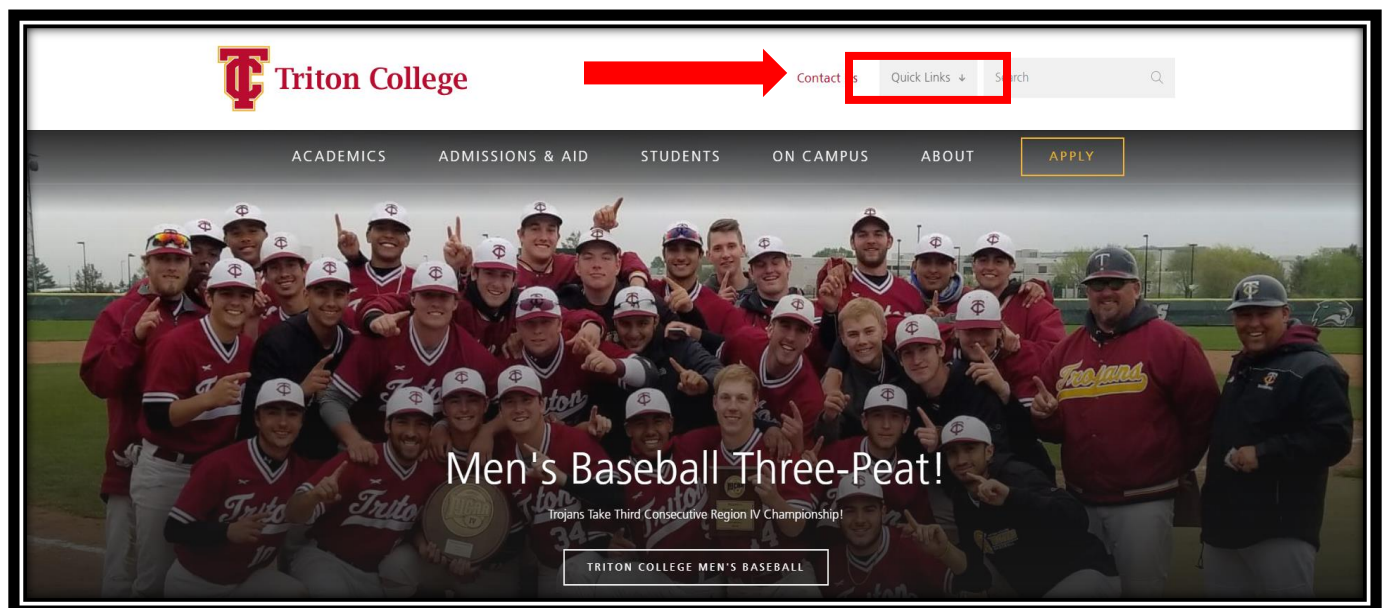 Triton College
Contact Us
Quick Links ↓
Search
ACADEMICS
ADMISSIONS & AID
STUDENTS
ON CAMPUS
ABOUT
APPLY
Trojans
Men's Baseball Three-Peat!
Trojans Take Third Consecutive Region IV Championship!
TRITON COLLEGE MEN'S BASEBALL